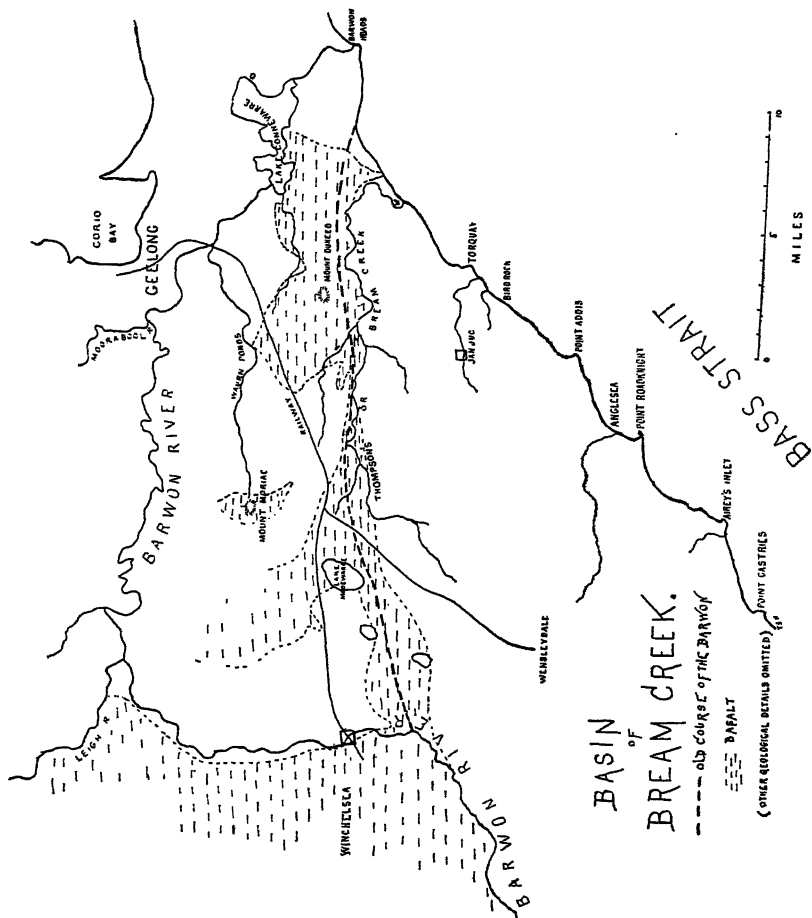 BARWON
HEADS
LAKE CONNEWARRE
CORIO
BAY
GEELONG
MOORABOOL R
BARWON RIVER
WAURN PONDS
RAILWAY
MOUNT DUNEED
BREAM CREEK
OR
THOMPSON'S
MOUNT MORIAC
LAKE
MODEWARRE
TORQUAY
BIRD ROCK
JAN JUC
POINT ADDIS
ANGLESEA
POINT ROADKNIGHT
AIREY'S INLET
POINT CASTRIES
WENSLEYDALE
LEIGH R
WINCHELSEA
BARWON RIV
BASS STRAIT
0
5
10
MILES
BASIN
OF
BREAM CREEK.
OLD COURSE OF THE BARWON
BASALT
(OTHER GEOLOGICAL DETAILS OMITTED)